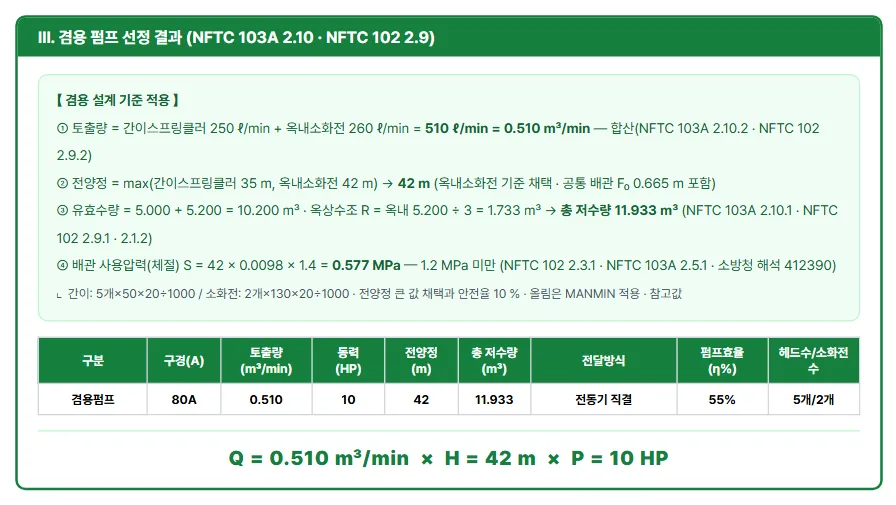 III. 겸용 펌프 선정 결과 (NFTC 103A 2.10 · NFTC 102 2.9)
【 겸용 설계 기준 적용 】
① 토출량 = 간이스프링클러 250 ℓ/min + 옥내소화전 260 ℓ/min = 510 ℓ/min = 0.510 m³/min — 합산(NFTC 103A 2.10.2 · NFTC 102
2.9.2)
② 전양정 = max(간이스프링클러 35 m, 옥내소화전 42 m) → 42 m (옥내소화전 기준 채택 · 공통 배관 F₀ 0.665 m 포함)
③ 유효수량 = 5.000 + 5.200 = 10.200 m³ · 옥상수조 R = 옥내 5.200 ÷ 3 = 1.733 m³ → 총 저수량 11.933 m³ (NFTC 103A 2.10.1 · NFTC
102 2.9.1 · 2.1.2)
④ 배관 사용압력(체절) S = 42 × 0.0098 × 1.4 = 0.577 MPa — 1.2 MPa 미만 (NFTC 102 2.3.1 · NFTC 103A 2.5.1 · 소방청 해석 412390)
ㄴ 간이: 5개×50×20÷1000 / 소화전: 2개×130×20÷1000 · 전양정 큰 값 채택과 안전율 10 % · 올림은 MANMIN 적용 · 참고값
구분 구경(A) 토출량 (m³/min) 동력 (HP) 전양정 (m) 총 저수량 (m³) 전달방식 펌프효율 (η%) 헤드수/소화전수
겸용펌프 80A 0.510 10 42 11.933 전동기 직결 55% 5개/2개
Q = 0.510 m³/min × H = 42 m × P = 10 HP